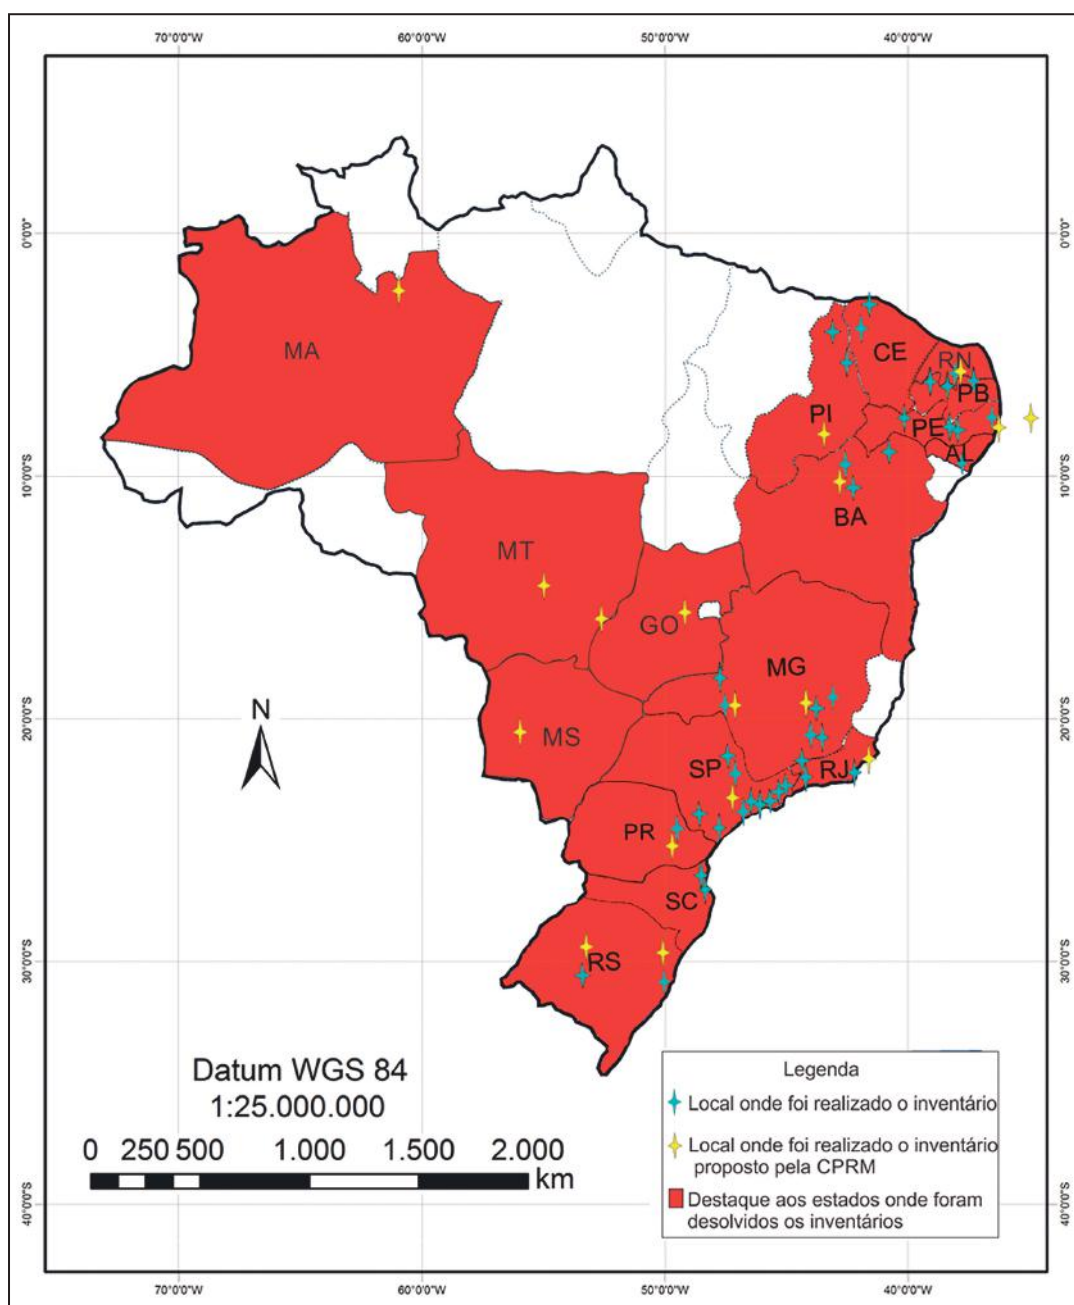 70°0'0"W 60°0'0"W 50°0'0"W 40°0'0"W
0°0'0" 0°0'0"
10°0'0"S 10°0'0"S
20°0'0"S 20°0'0"S
30°0'0"S 30°0'0"S
40°0'0"S 40°0'0"S
MA
CE
RN
PB
PI
PE
AL
BA
MT
GO
MG
MS
SP
RJ
PR
SC
RS
N
Datum WGS 84
1:25.000.000
0 250 500 1.000 1.500 2.000
km
Legenda
Local onde foi realizado o inventário
Local onde foi realizado o inventário
proposto pela CPRM
Destaque aos estados onde foram
desolvidos os inventários
70°0'0"W 60°0'0"W 50°0'0"W 40°0'0"W